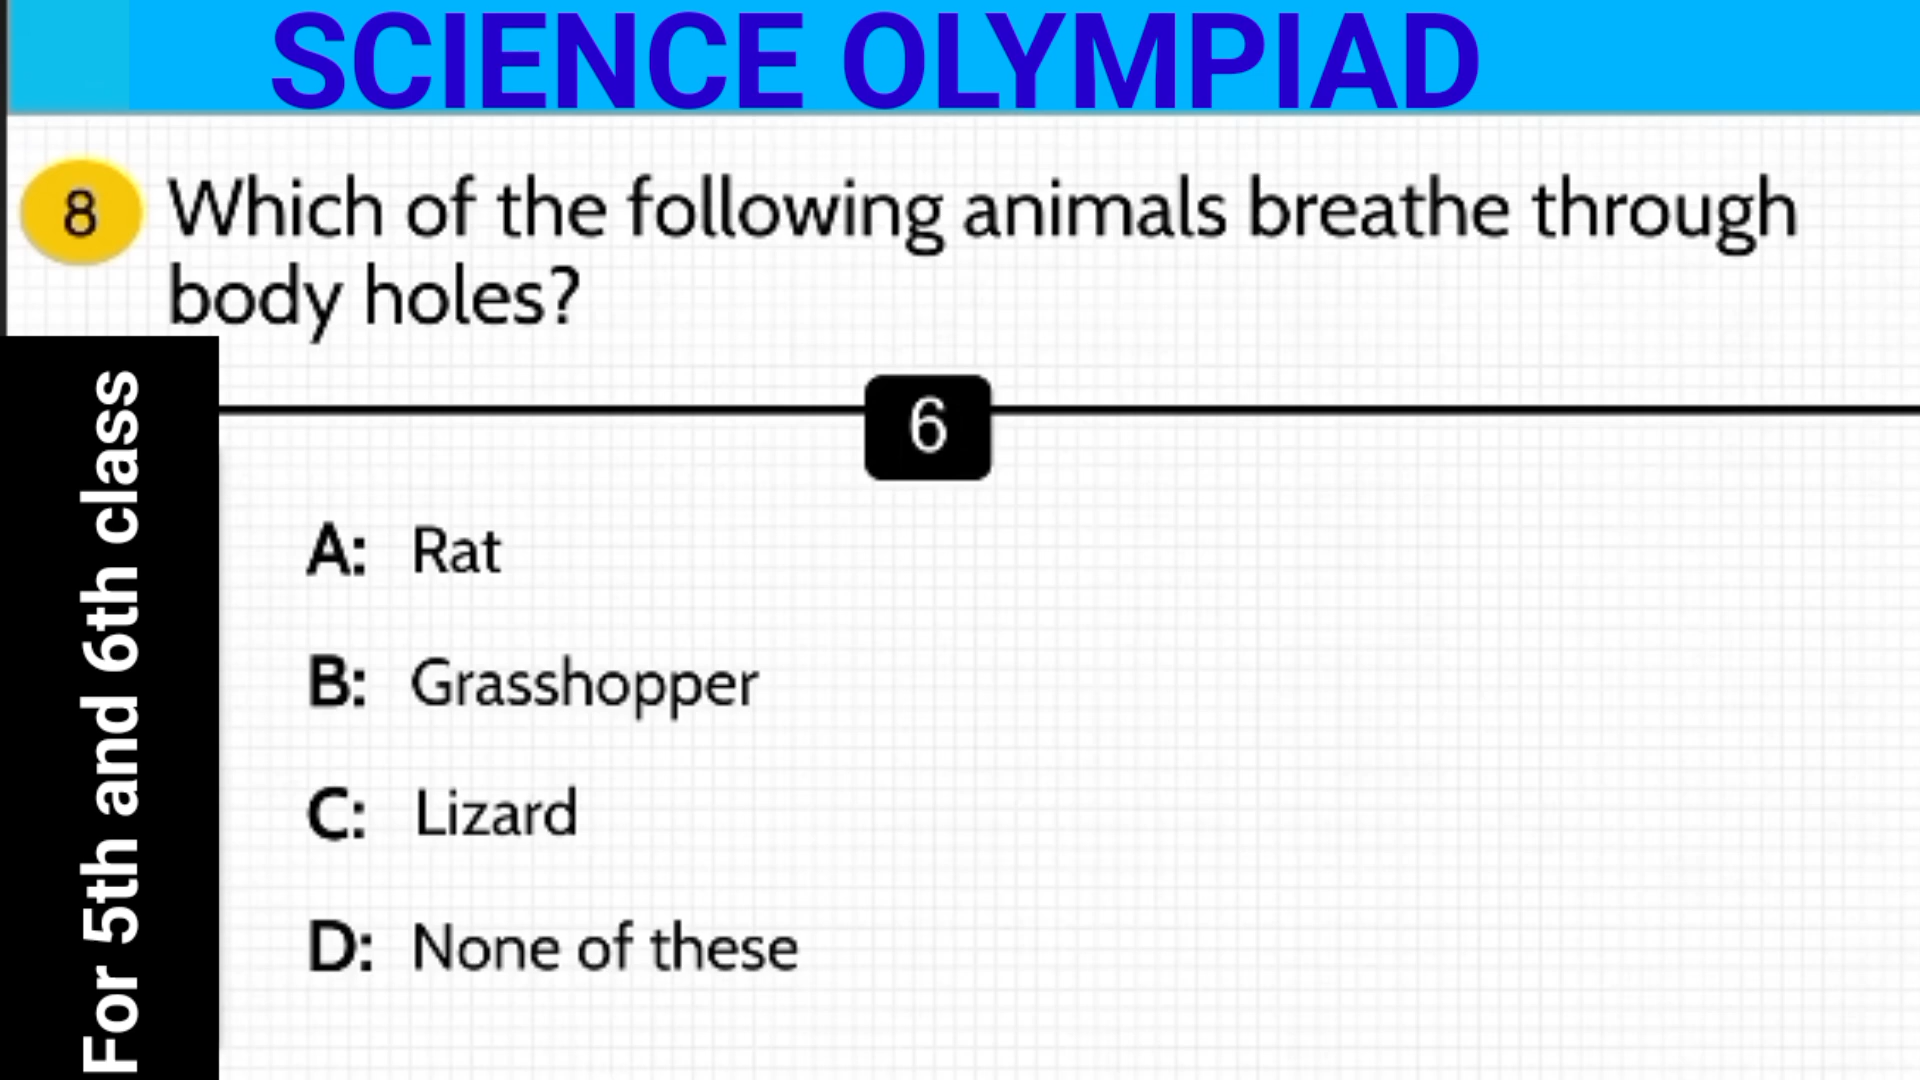 SCIENCE OLYMPIAD
8 Which of the following animals breathe through
body holes?
6
For 5th and 6th class
A: Rat
B: Grasshopper
C: Lizard
D: None of these